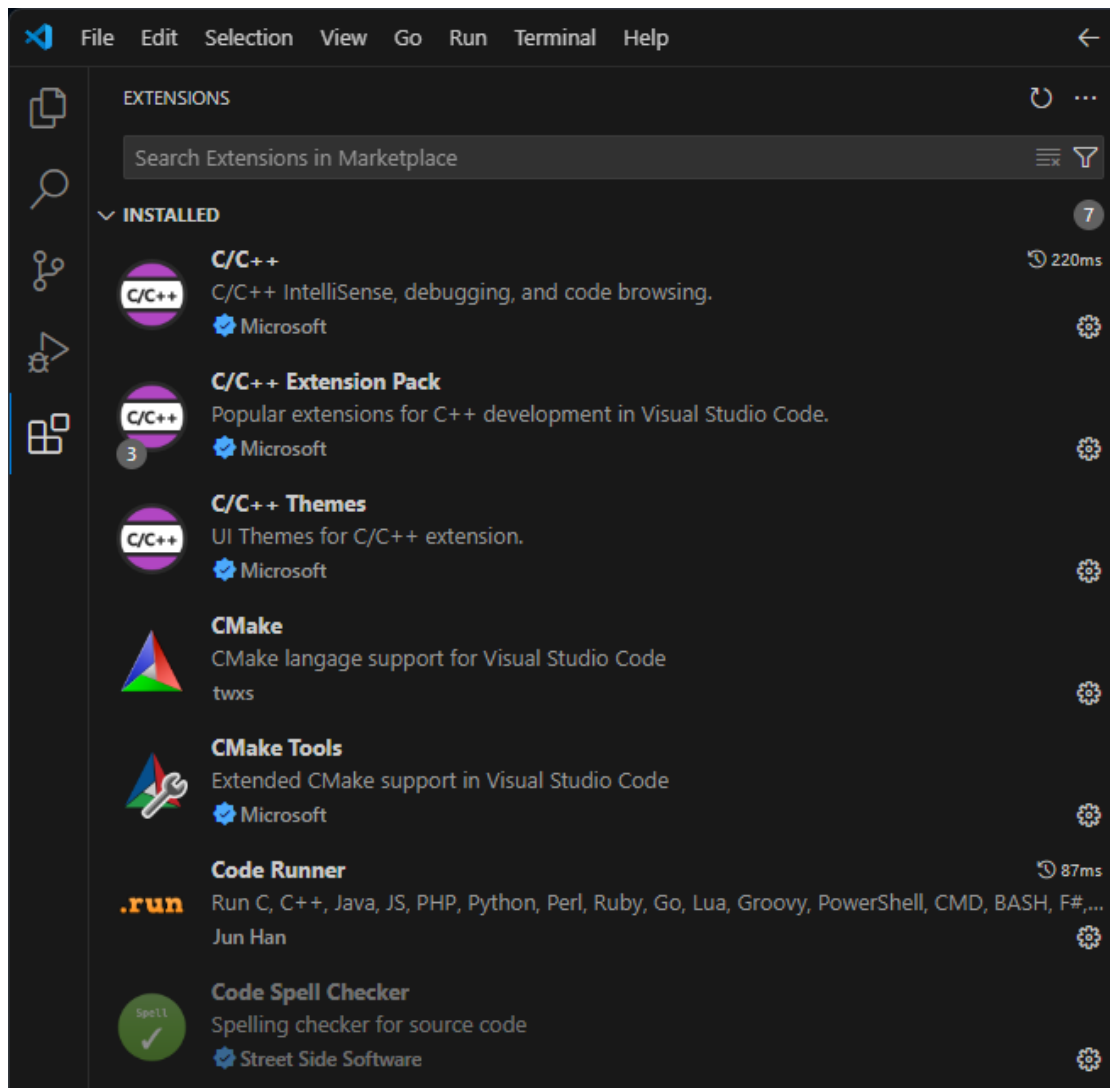 File Edit Selection View Go Run Terminal Help
EXTENSIONS
Search Extensions in Marketplace
INSTALLED 7
C/C++ 220ms
C/C++
C/C++ IntelliSense, debugging, and code browsing.
Microsoft
C/C++ Extension Pack
C/C++
Popular extensions for C++ development in Visual Studio Code.
3 Microsoft
C/C++ Themes
C/C++
UI Themes for C/C++ extension.
Microsoft
CMake
CMake langage support for Visual Studio Code
twxs
CMake Tools
Extended CMake support in Visual Studio Code
Microsoft
Code Runner 87ms
.run Run C, C++, Java, JS, PHP, Python, Perl, Ruby, Go, Lua, Groovy, PowerShell, CMD, BASH, F#,...
Jun Han
Code Spell Checker
Spell
Spelling checker for source code
Street Side Software